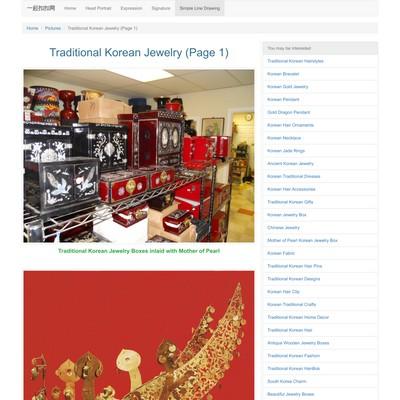 一起扣扣网 Home Head Portrait Expression Signature Simple Line Drawing
Home / Pictures / Traditional Korean Jewelry (Page 1)
Traditional Korean Jewelry (Page 1)
Traditional Korean Jewelry Boxes inlaid with Mother of Pearl
You may be interested
Traditional Korean Hairstyles
Korean Bracelet
Korean Gold Jewelry
Korean Pendant
Gold Dragon Pendant
Korean Hair Ornaments
Korean Necklace
Korean Jade Rings
Ancient Korean Jewelry
Korean Traditional Dresses
Korean Hair Accessories
Traditional Korean Gifts
Korean Jewelry Box
Chinese Jewelry
Mother of Pearl Korean Jewelry Box
Korean Fabric
Traditional Korean Hair Pins
Traditional Korean Designs
Korean Hair Clip
Korean Traditional Crafts
Traditional Korean Home Decor
Traditional Korean Hair
Antique Wooden Jewelry Boxes
Traditional Korean Fashion
Traditional Korean Hanbok
South Korea Charm
Beautiful Jewelry Boxes